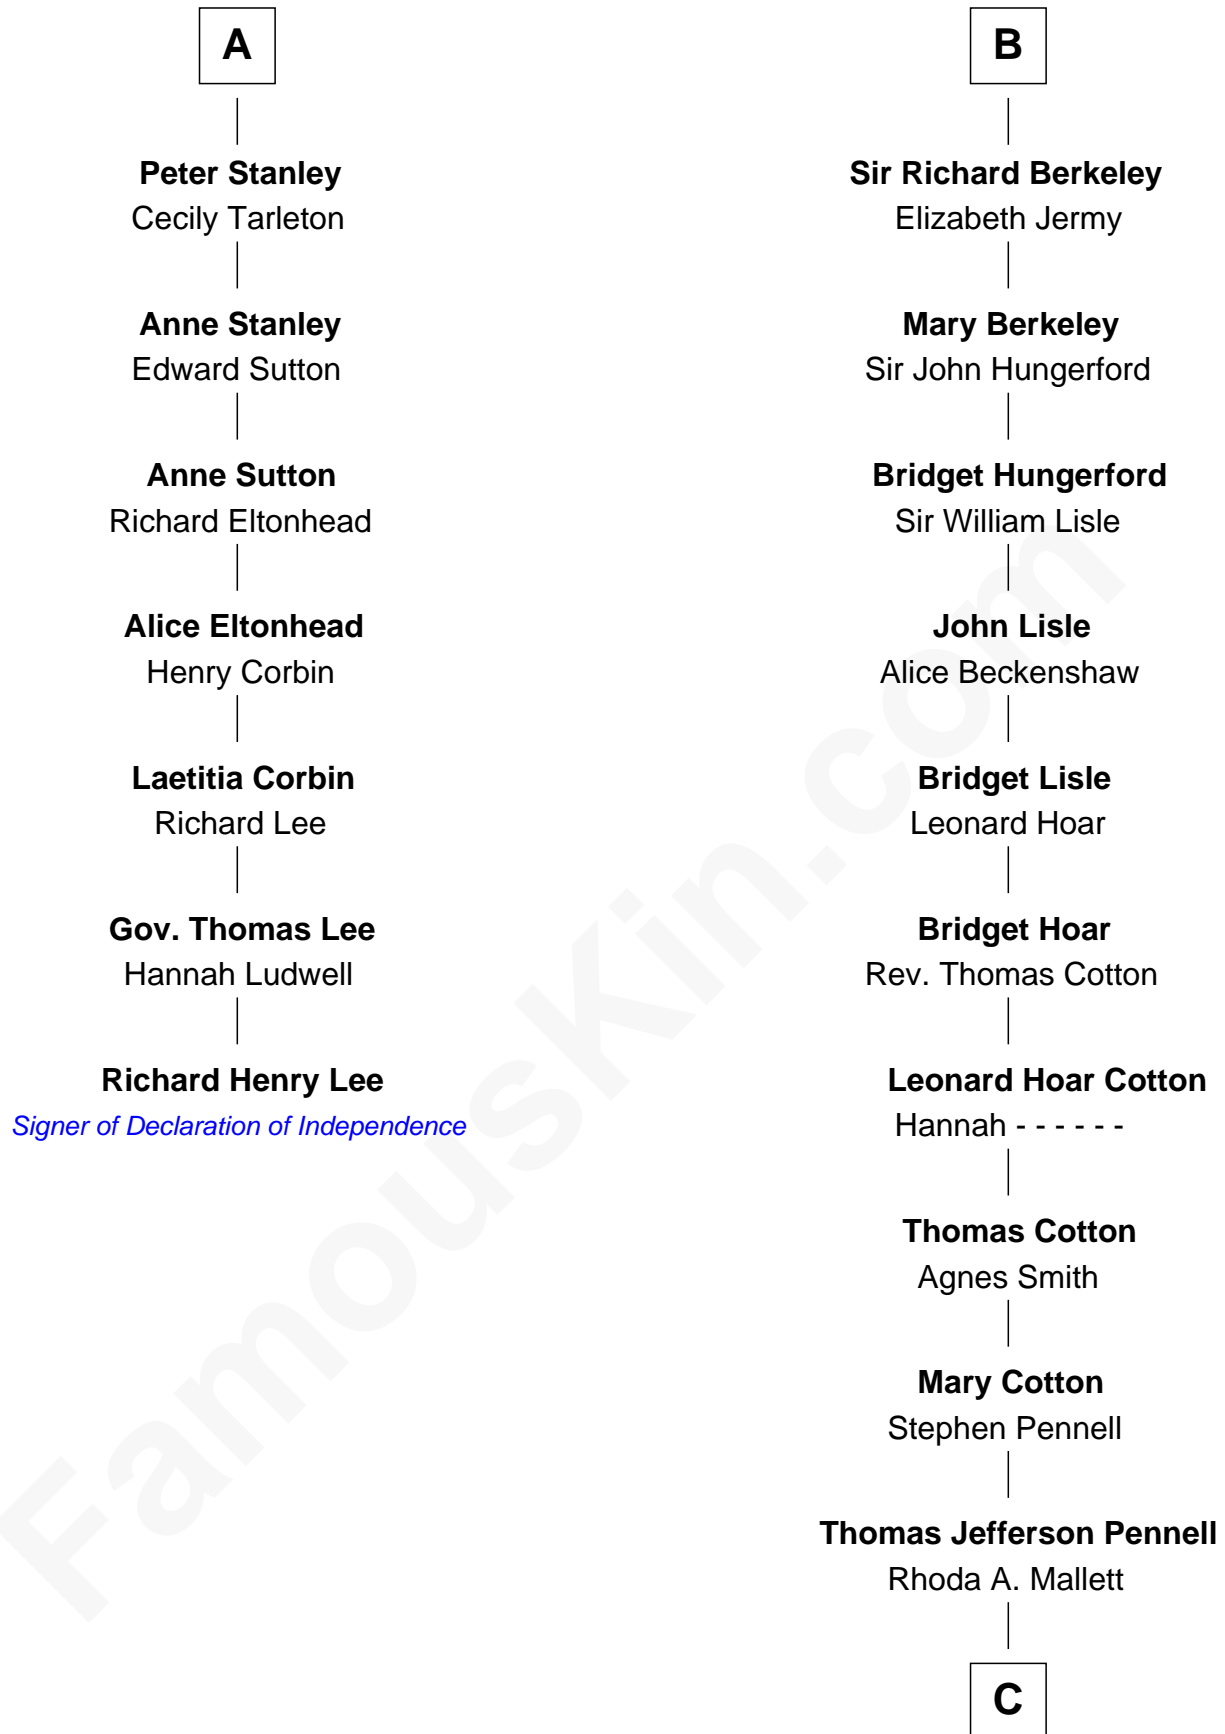 A
Peter Stanley
Cecily Tarleton
Anne Stanley
Edward Sutton
Anne Sutton
Richard Eltonhead
Alice Eltonhead
Henry Corbin
Laetitia Corbin
Richard Lee
Gov. Thomas Lee
Hannah Ludwell
Richard Henry Lee
Signer of Declaration of Independence
B
Sir Richard Berkeley
Elizabeth Jermy
Mary Berkeley
Sir John Hungerford
Bridget Hungerford
Sir William Lisle
John Lisle
Alice Beckenshaw
Bridget Lisle
Leonard Hoar
Bridget Hoar
Rev. Thomas Cotton
Leonard Hoar Cotton
Hannah - - - - - -
Thomas Cotton
Agnes Smith
Mary Cotton
Stephen Pennell
Thomas Jefferson Pennell
Rhoda A. Mallett
C
FamousKin.com